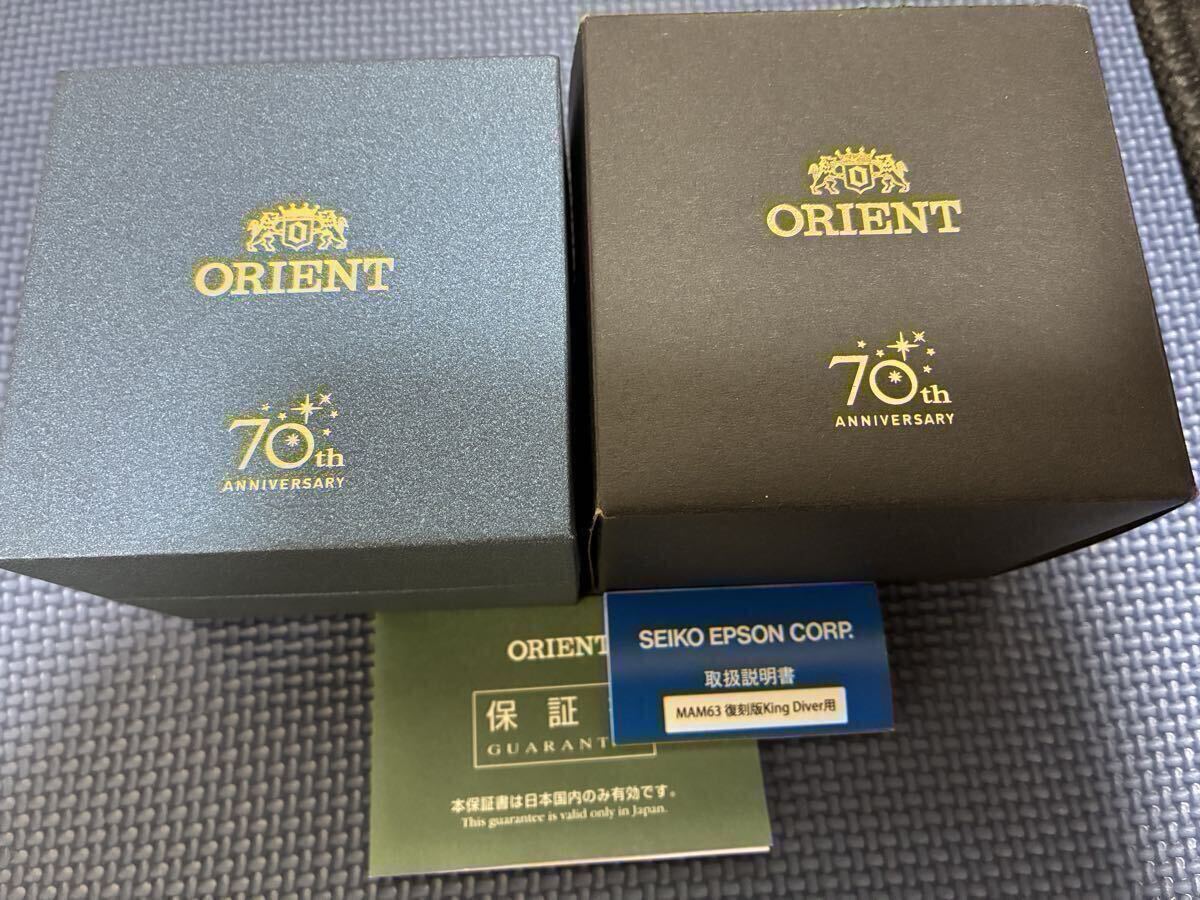 ORIENT
70th
ANNIVERSARY
ORIENT
70th
ANNIVERSARY
ORIENT
保 証
GUARANT
本保証書は日本国内のみ有効です。
This guarantee is valid only in Japan.
SEIKO EPSON CORP.
取扱説明書
MAM63 復刻版King Diver用